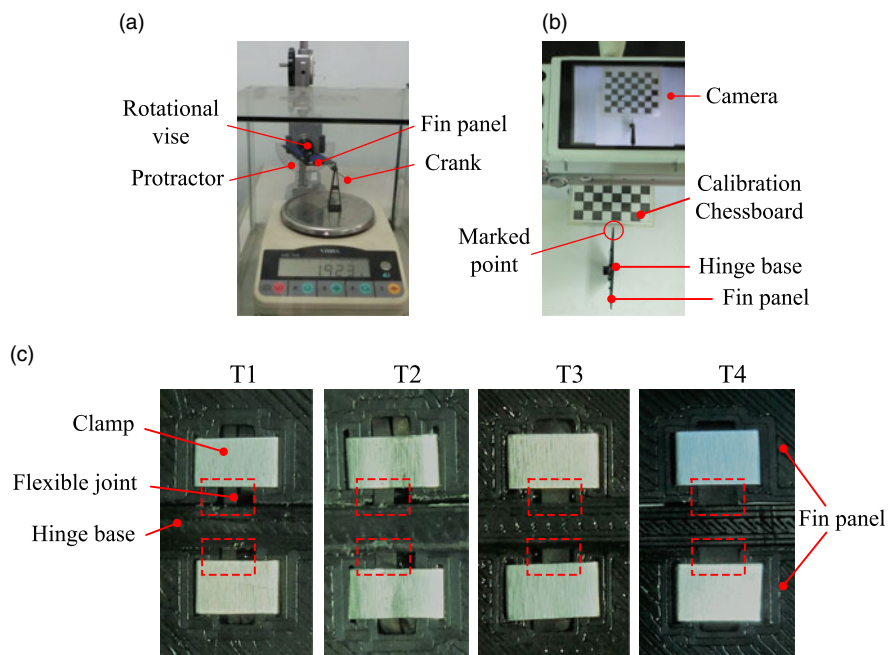 (a)
Rotational
vise
Fin panel
Protractor
Crank
(b)
Camera
Calibration
Chessboard
Marked
point
Hinge base
Fin panel
(c)
T1
T2
T3
T4
Clamp
Flexible joint
Hinge base
Fin panel